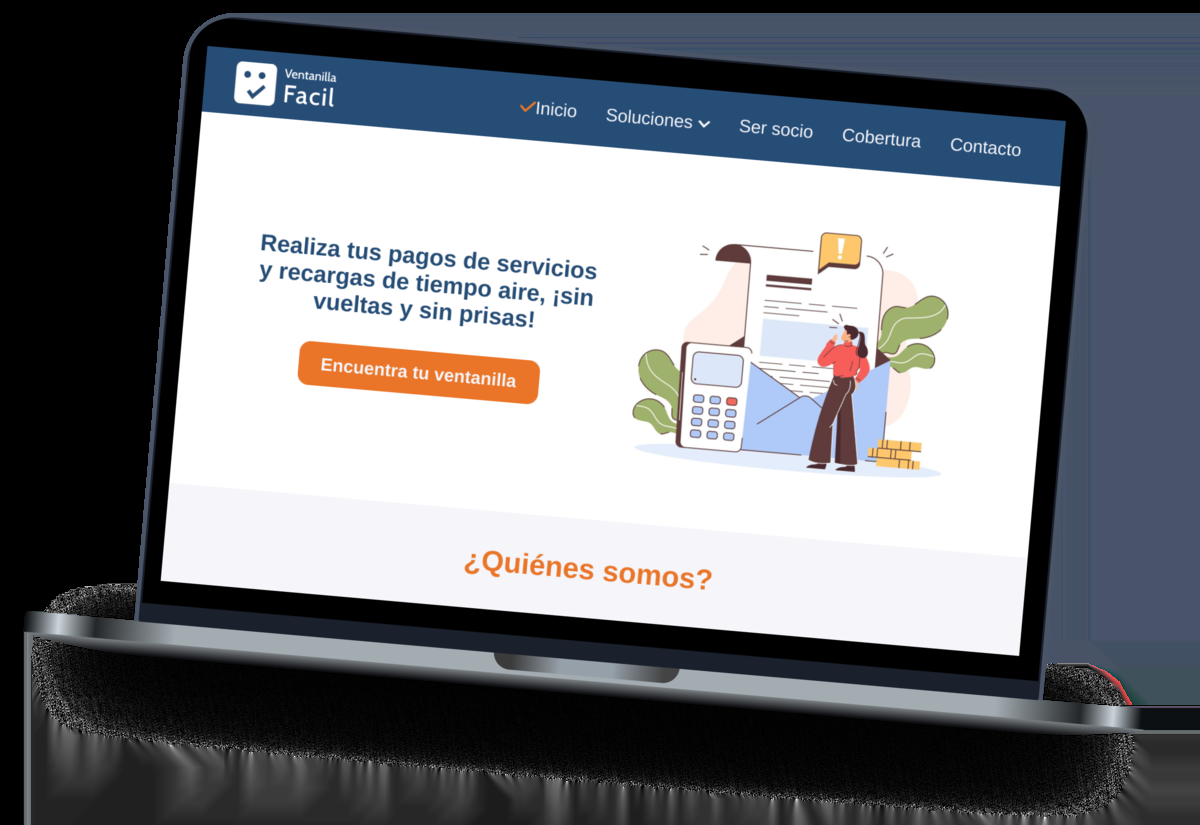 Ventanilla
Facil
Inicio
Soluciones
Ser socio
Cobertura
Contacto
Realiza tus pagos de servicios
y recargas de tiempo aire, ¡sin
vueltas y sin prisas!
!
Encuentra tu ventanilla
¿Quiénes somos?